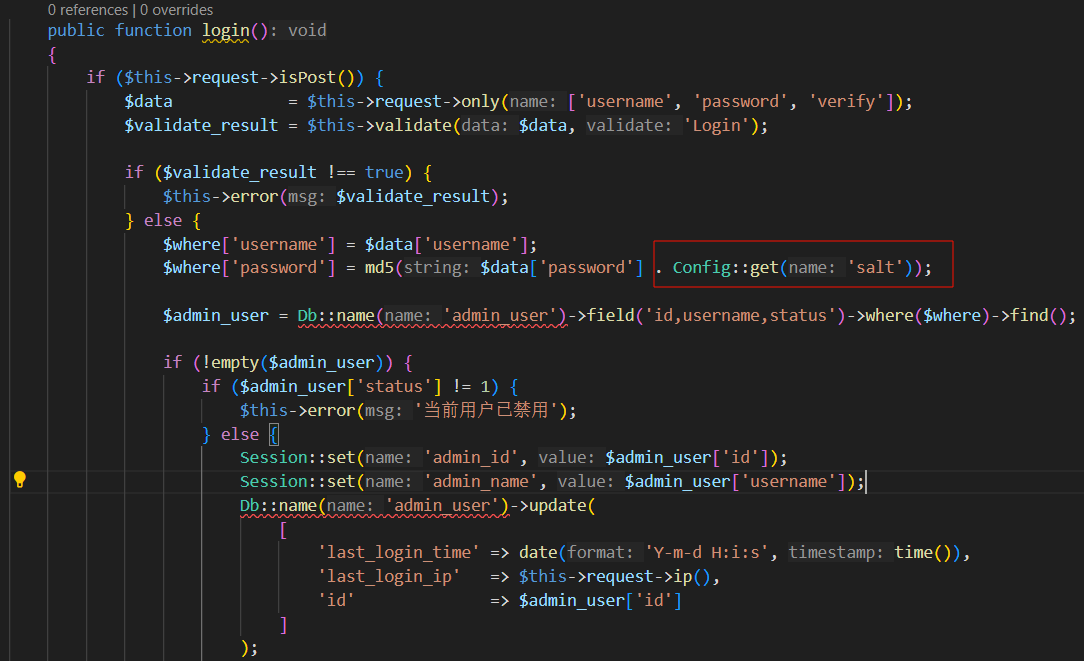 0 references | 0 overrides
public function login(): void
{
if ($this->request->isPost()) {
$data = $this->request->only(name: ['username', 'password', 'verify']);
$validate_result = $this->validate(data: $data, validate: 'Login');
if ($validate_result !== true) {
$this->error(msg: $validate_result);
} else {
$where['username'] = $data['username'];
$where['password'] = md5(string: $data['password'] . Config::get(name: 'salt'));
$admin_user = Db::name(name: 'admin_user')->field('id,username,status')->where($where)->find();
if (!empty($admin_user)) {
if ($admin_user['status'] != 1) {
$this->error(msg: '当前用户已禁用');
} else {
Session::set(name: 'admin_id', value: $admin_user['id']);
Session::set(name: 'admin_name', value: $admin_user['username']);
Db::name(name: 'admin_user')->update(
[
'last_login_time' => date(format: 'Y-m-d H:i:s', timestamp: time()),
'last_login_ip' => $this->request->ip(),
'id' => $admin_user['id']
]
);